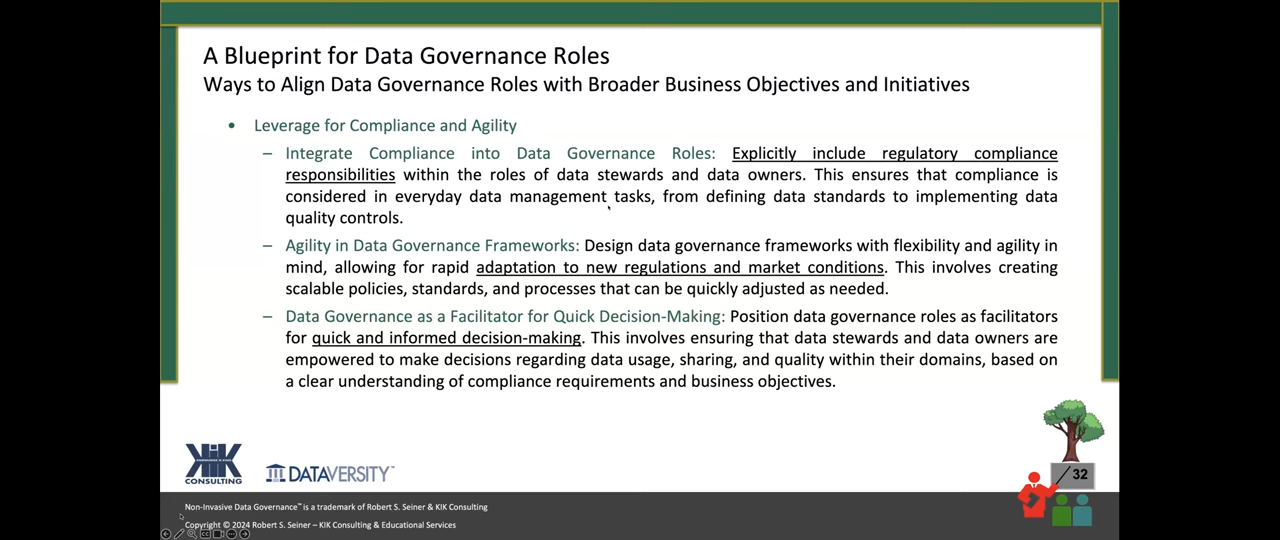 A Blueprint for Data Governance Roles
Ways to Align Data Governance Roles with Broader Business Objectives and Initiatives
• Leverage for Compliance and Agility
– Integrate Compliance into Data Governance Roles: Explicitly include regulatory compliance
responsibilities within the roles of data stewards and data owners. This ensures that compliance is
considered in everyday data management tasks, from defining data standards to implementing data
quality controls.
– Agility in Data Governance Frameworks: Design data governance frameworks with flexibility and agility in
mind, allowing for rapid adaptation to new regulations and market conditions. This involves creating
scalable policies, standards, and processes that can be quickly adjusted as needed.
– Data Governance as a Facilitator for Quick Decision-Making: Position data governance roles as facilitators
for quick and informed decision-making. This involves ensuring that data stewards and data owners are
empowered to make decisions regarding data usage, sharing, and quality within their domains, based on
a clear understanding of compliance requirements and business objectives.
KIK
CONSULTING
DATAVERSITY™
32
Non-Invasive Data Governance™ is a trademark of Robert S. Seiner & KIK Consulting
Copyright © 2024 Robert S. Seiner – KIK Consulting & Educational Services